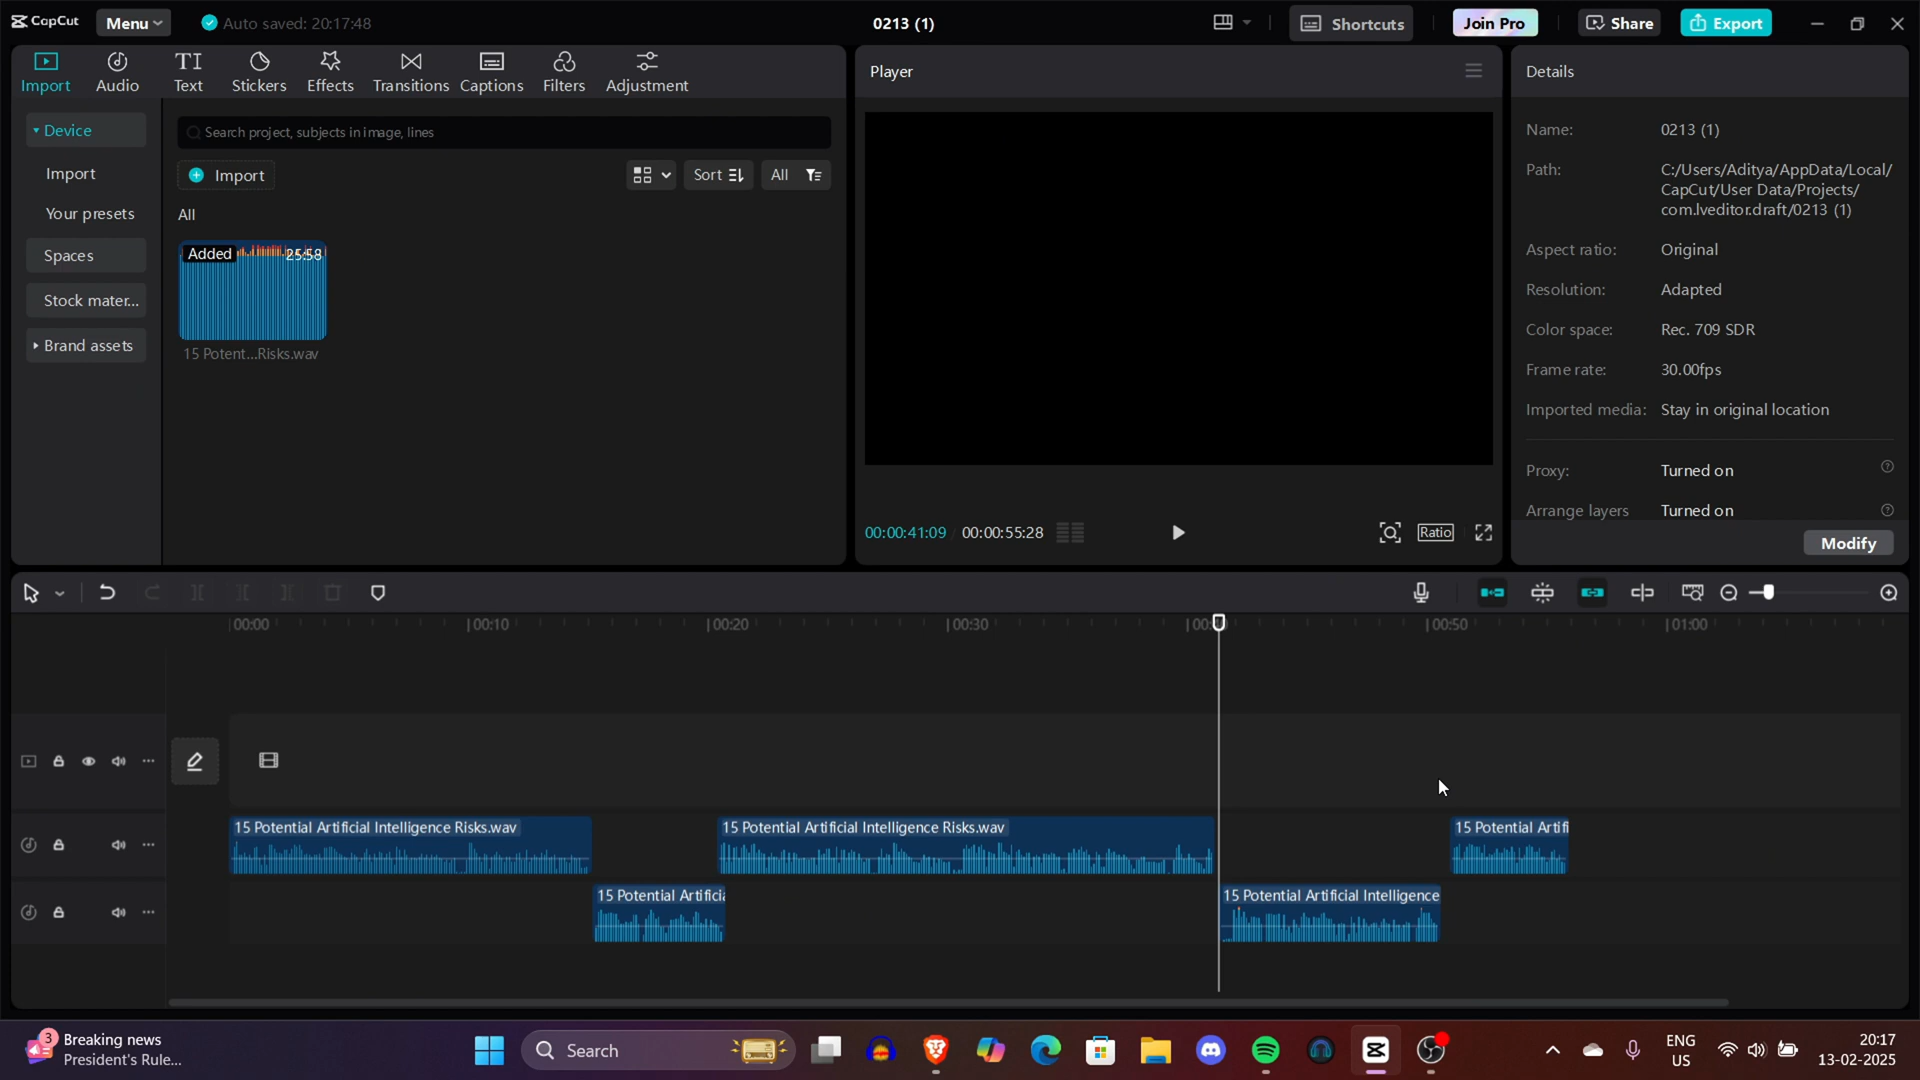 CapCut
Menu
Auto saved: 20:17:48
0213 (1)
Shortcuts
Join Pro
Share
Export
Import
Audio
TI
Text
Stickers
Effects
Transitions
Captions
Filters
Adjustment
Device
Import
Your presets
Spaces
Stock mater...
Brand assets
Search project, subjects in image, lines
Import
Sort
All
All
Added
25:58
15 Potent...Risks.wav
Player
00:00:41:09
00:00:55:28
Ratio
Details
Name:
0213 (1)
Path:
C:/Users/Aditya/AppData/Local/
CapCut/User Data/Projects/
com.lveditor.draft/0213 (1)
Aspect ratio:
Original
Resolution:
Adapted
Color space:
Rec. 709 SDR
Frame rate:
30.00fps
Imported media:
Stay in original location
Proxy:
Turned on
Arrange layers
Turned on
Modify
00:00
00:10
00:20
00:30
00:50
01:00
15 Potential Artificial Intelligence Risks.wav
15 Potential Artificial Intelligence Risks.wav
15 Potential Artifi
15 Potential Artificia
15 Potential Artificial Intelligence
3
Breaking news
President's Rule...
Search
ENG
US
20:17
13-02-2025